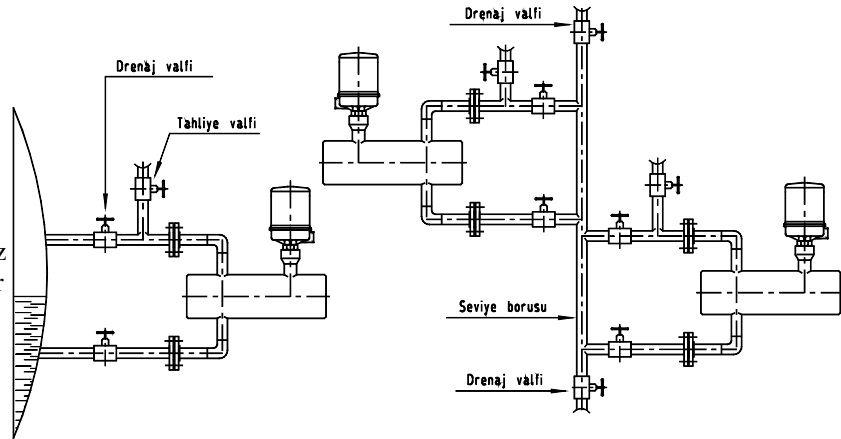 Drenaj valfi
Tahliye valfi
z
r
Drenaj valfi
Seviye borusu
Drenaj valfi